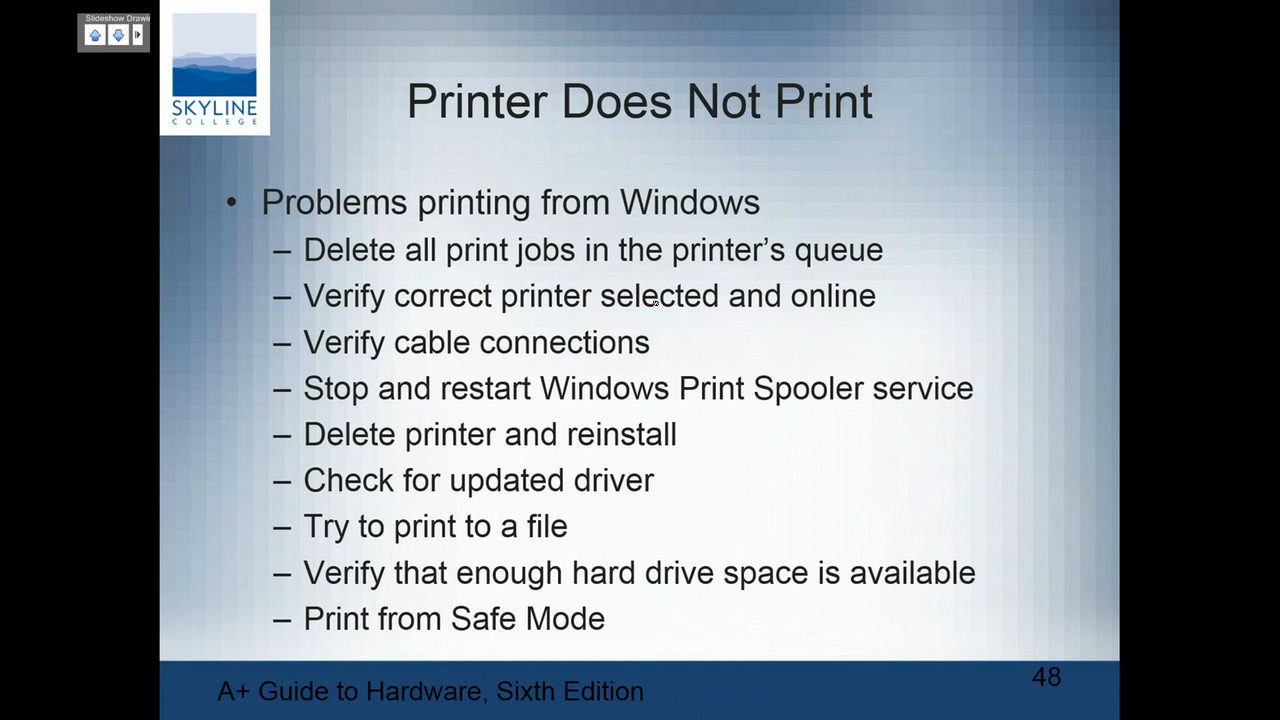 Slideshow Drawi
SKYLINE
COLLEGE
Printer Does Not Print
• Problems printing from Windows
– Delete all print jobs in the printer’s queue
– Verify correct printer selected and online
– Verify cable connections
– Stop and restart Windows Print Spooler service
– Delete printer and reinstall
– Check for updated driver
– Try to print to a file
– Verify that enough hard drive space is available
– Print from Safe Mode
A+ Guide to Hardware, Sixth Edition
48